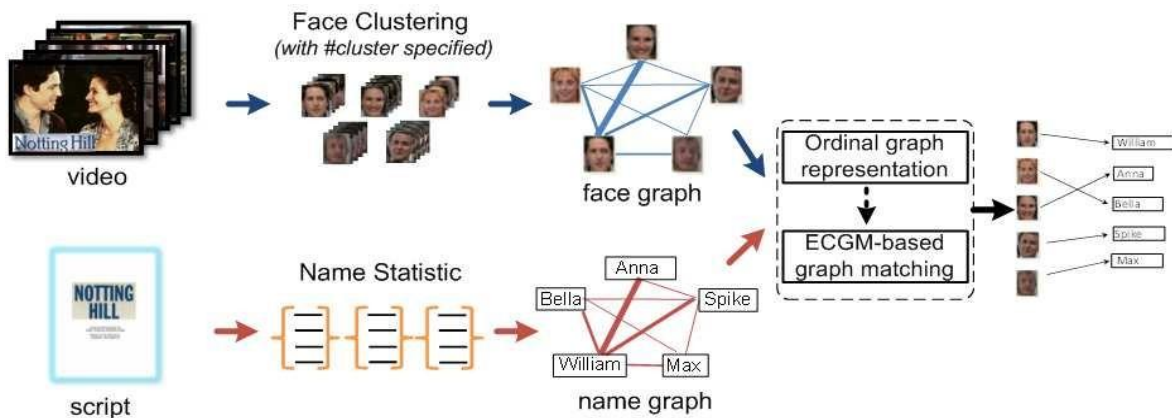 Face Clustering
(with #cluster specified)
Notting Hill
video
face graph
Ordinal graph
representation
ECGM-based
graph matching
William
Anna
Bella
Spike
Max
NOTTING
HILL
script
Name Statistic
Anna
Bella
Spike
William
Max
name graph